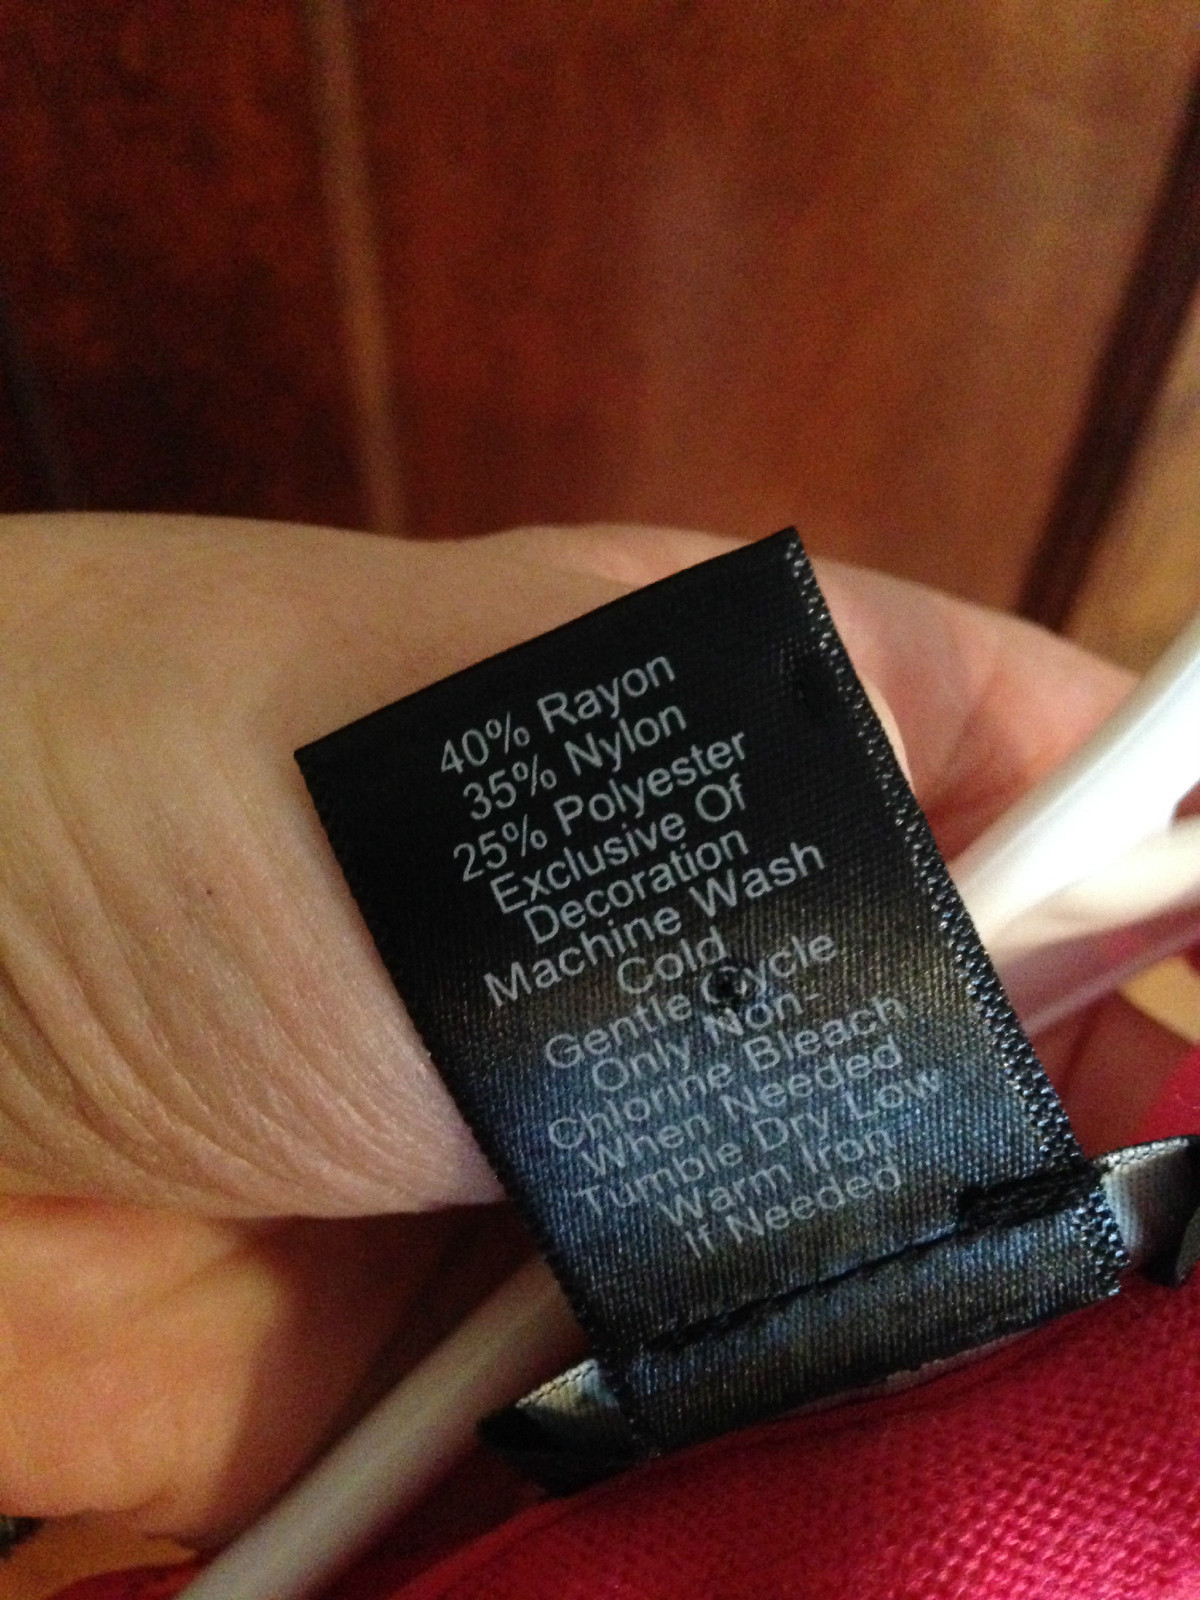 40% Rayon
35% Nylon
25% Polyester
Exclusive Of
Decoration
Machine Wash
Cold
Gentle Cycle
Only Non-
Chlorine Bleach
When Needed
Tumble Dry Low
Warm Iron
If Needed